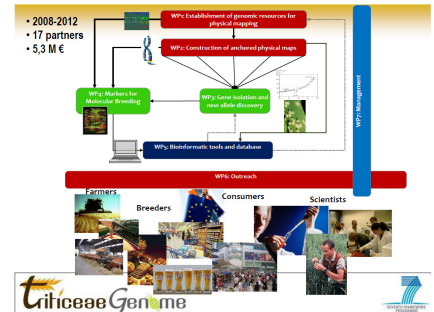 • 2008-2012
• 17 partners
• 5,3 M €
WP1: Establishment of genomic resources for
physical mapping
WP2: Construction of anchored physical maps
WP4: Markers for
Molecular Breeding
WP3: Gene isolation and
new allele discovery
WP5: Bioinformatic tools and database
WP7: Management
WP6: Outreach
Farmers
Breeders
Consumers
Scientists
Triticeae Genome
SEVENTH FRAMEWORK
PROGRAMME